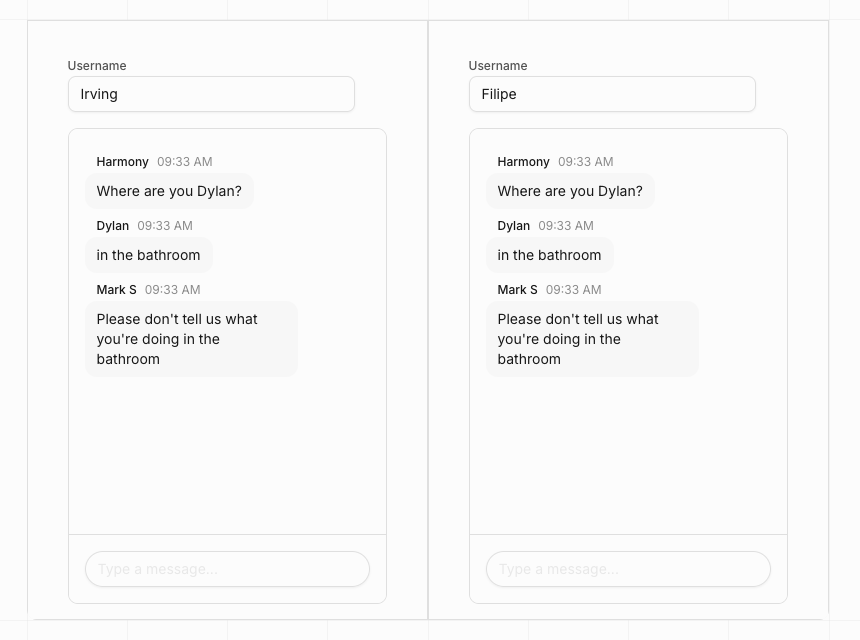 Username
Irving
Harmony 09:33 AM
Where are you Dylan?
Dylan 09:33 AM
in the bathroom
Mark S 09:33 AM
Please don't tell us what
you're doing in the
bathroom
Type a message...
Username
Filipe
Harmony 09:33 AM
Where are you Dylan?
Dylan 09:33 AM
in the bathroom
Mark S 09:33 AM
Please don't tell us what
you're doing in the
bathroom
Type a message...